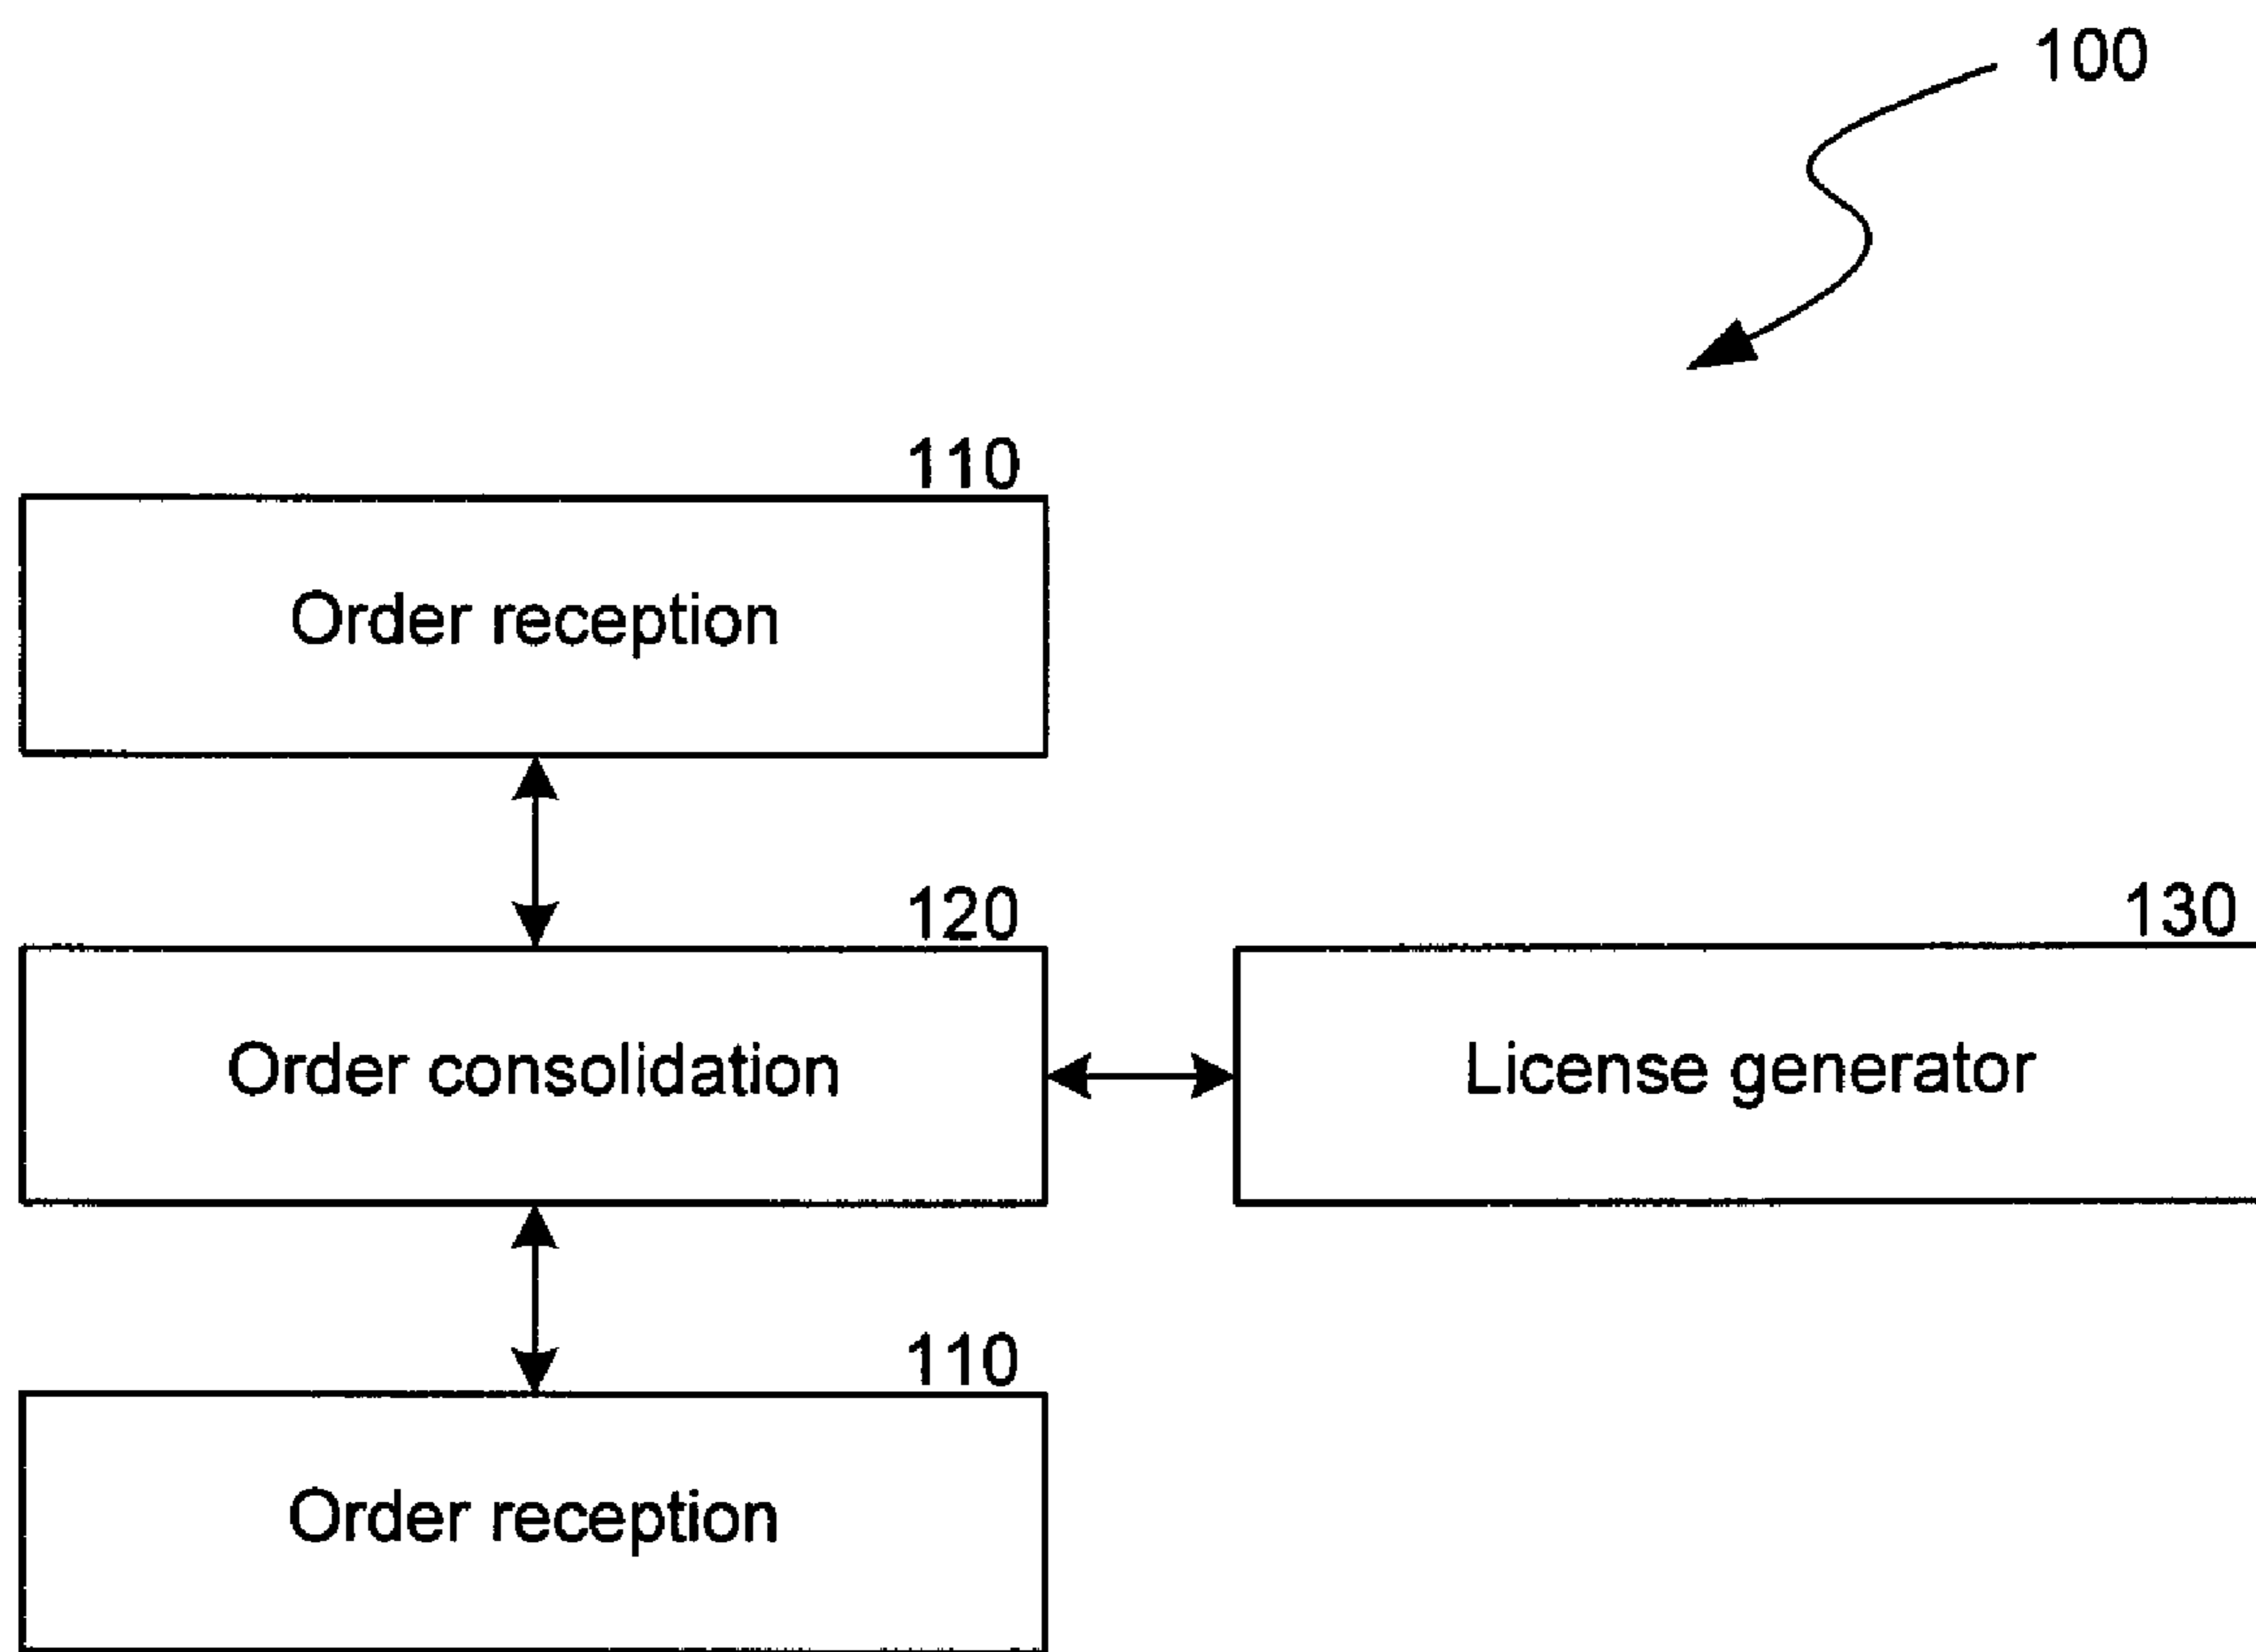 100
110
Order reception
120
Order consolidation
130
License generator
110
Order reception